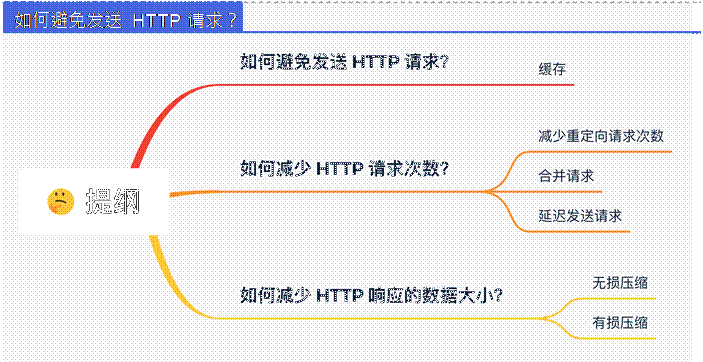 如何避免发送 HTTP 请求？
如何避免发送 HTTP 请求?
缓存
如何减少 HTTP 请求次数?
减少重定向请求次数
合并请求
延迟发送请求
提纲
如何减少 HTTP 响应的数据大小?
无损压缩
有损压缩